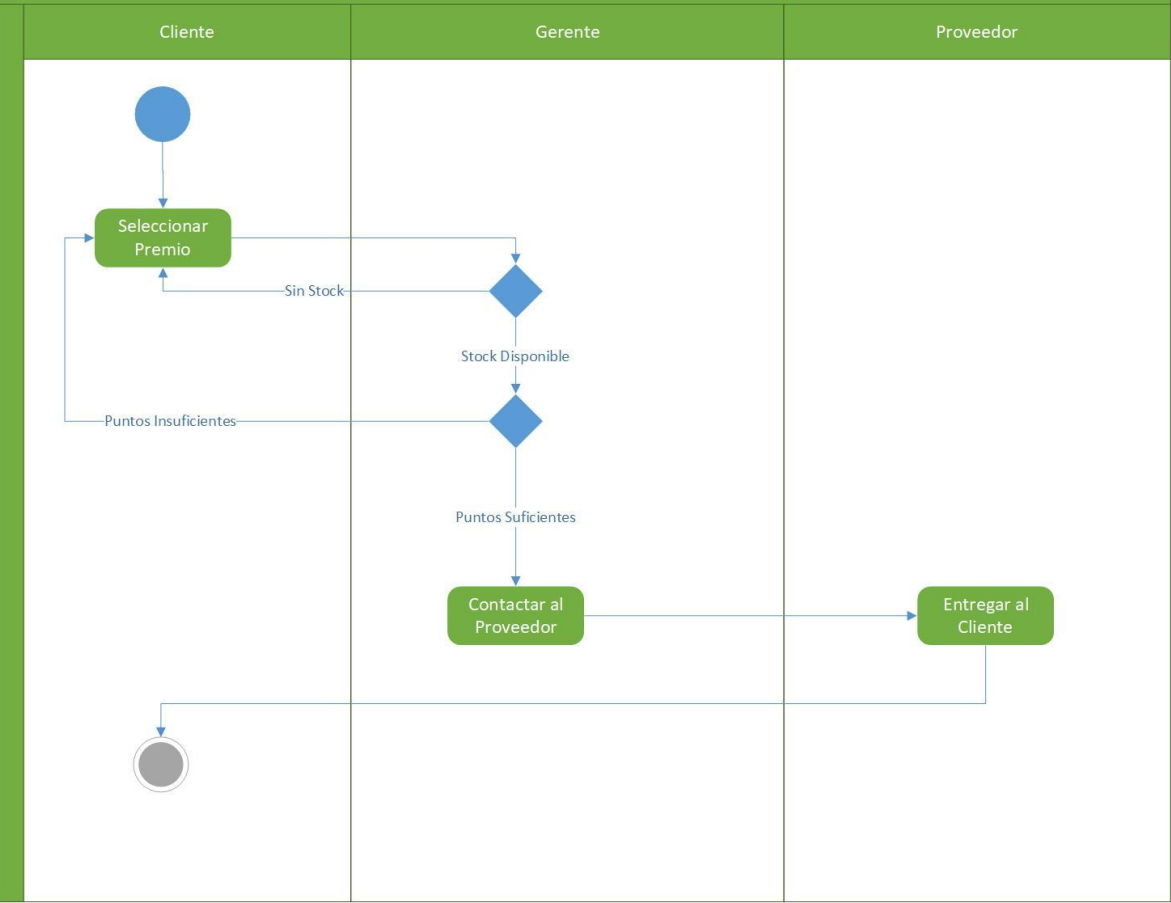 Cliente
Gerente
Proveedor
Seleccionar
Premio
Sin Stock
Stock Disponible
Puntos Insuficientes
Puntos Suficientes
Contactar al
Proveedor
Entregar al
Cliente